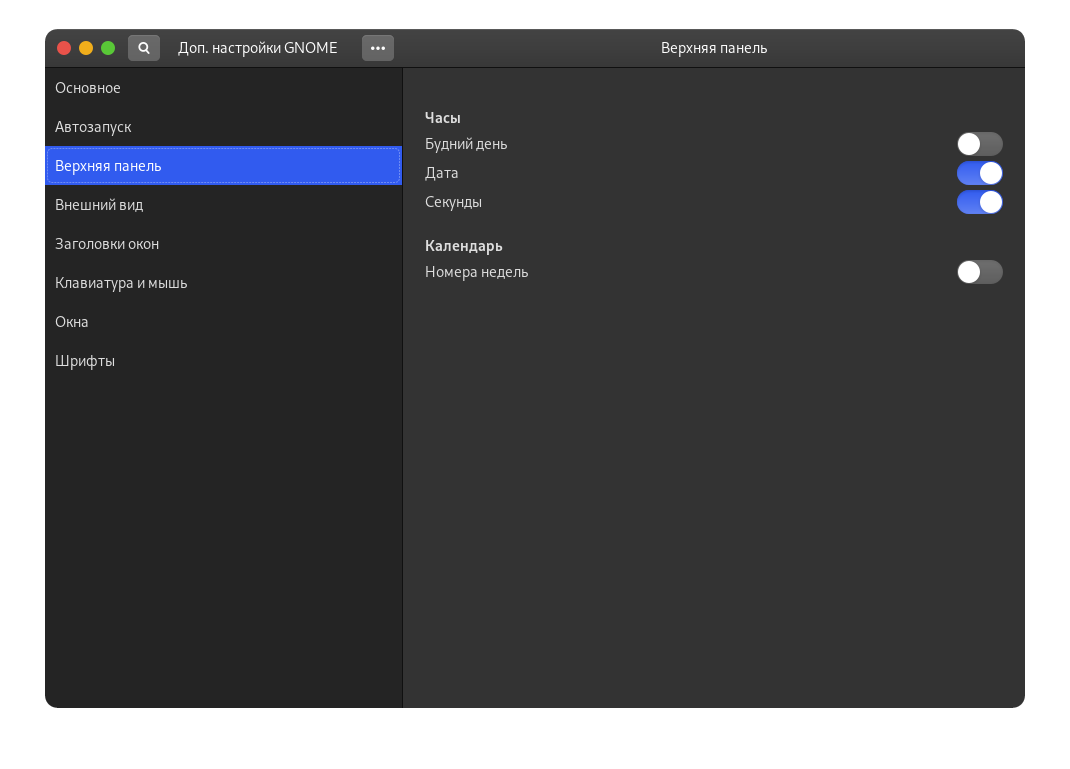 Доп. настройки GNOME
Верхняя панель
Основное
Автозапуск
Верхняя панель
Внешний вид
Заголовки окон
Клавиатура и мышь
Окна
Шрифты
Часы
Будний день
Дата
Секунды
Календарь
Номера недель